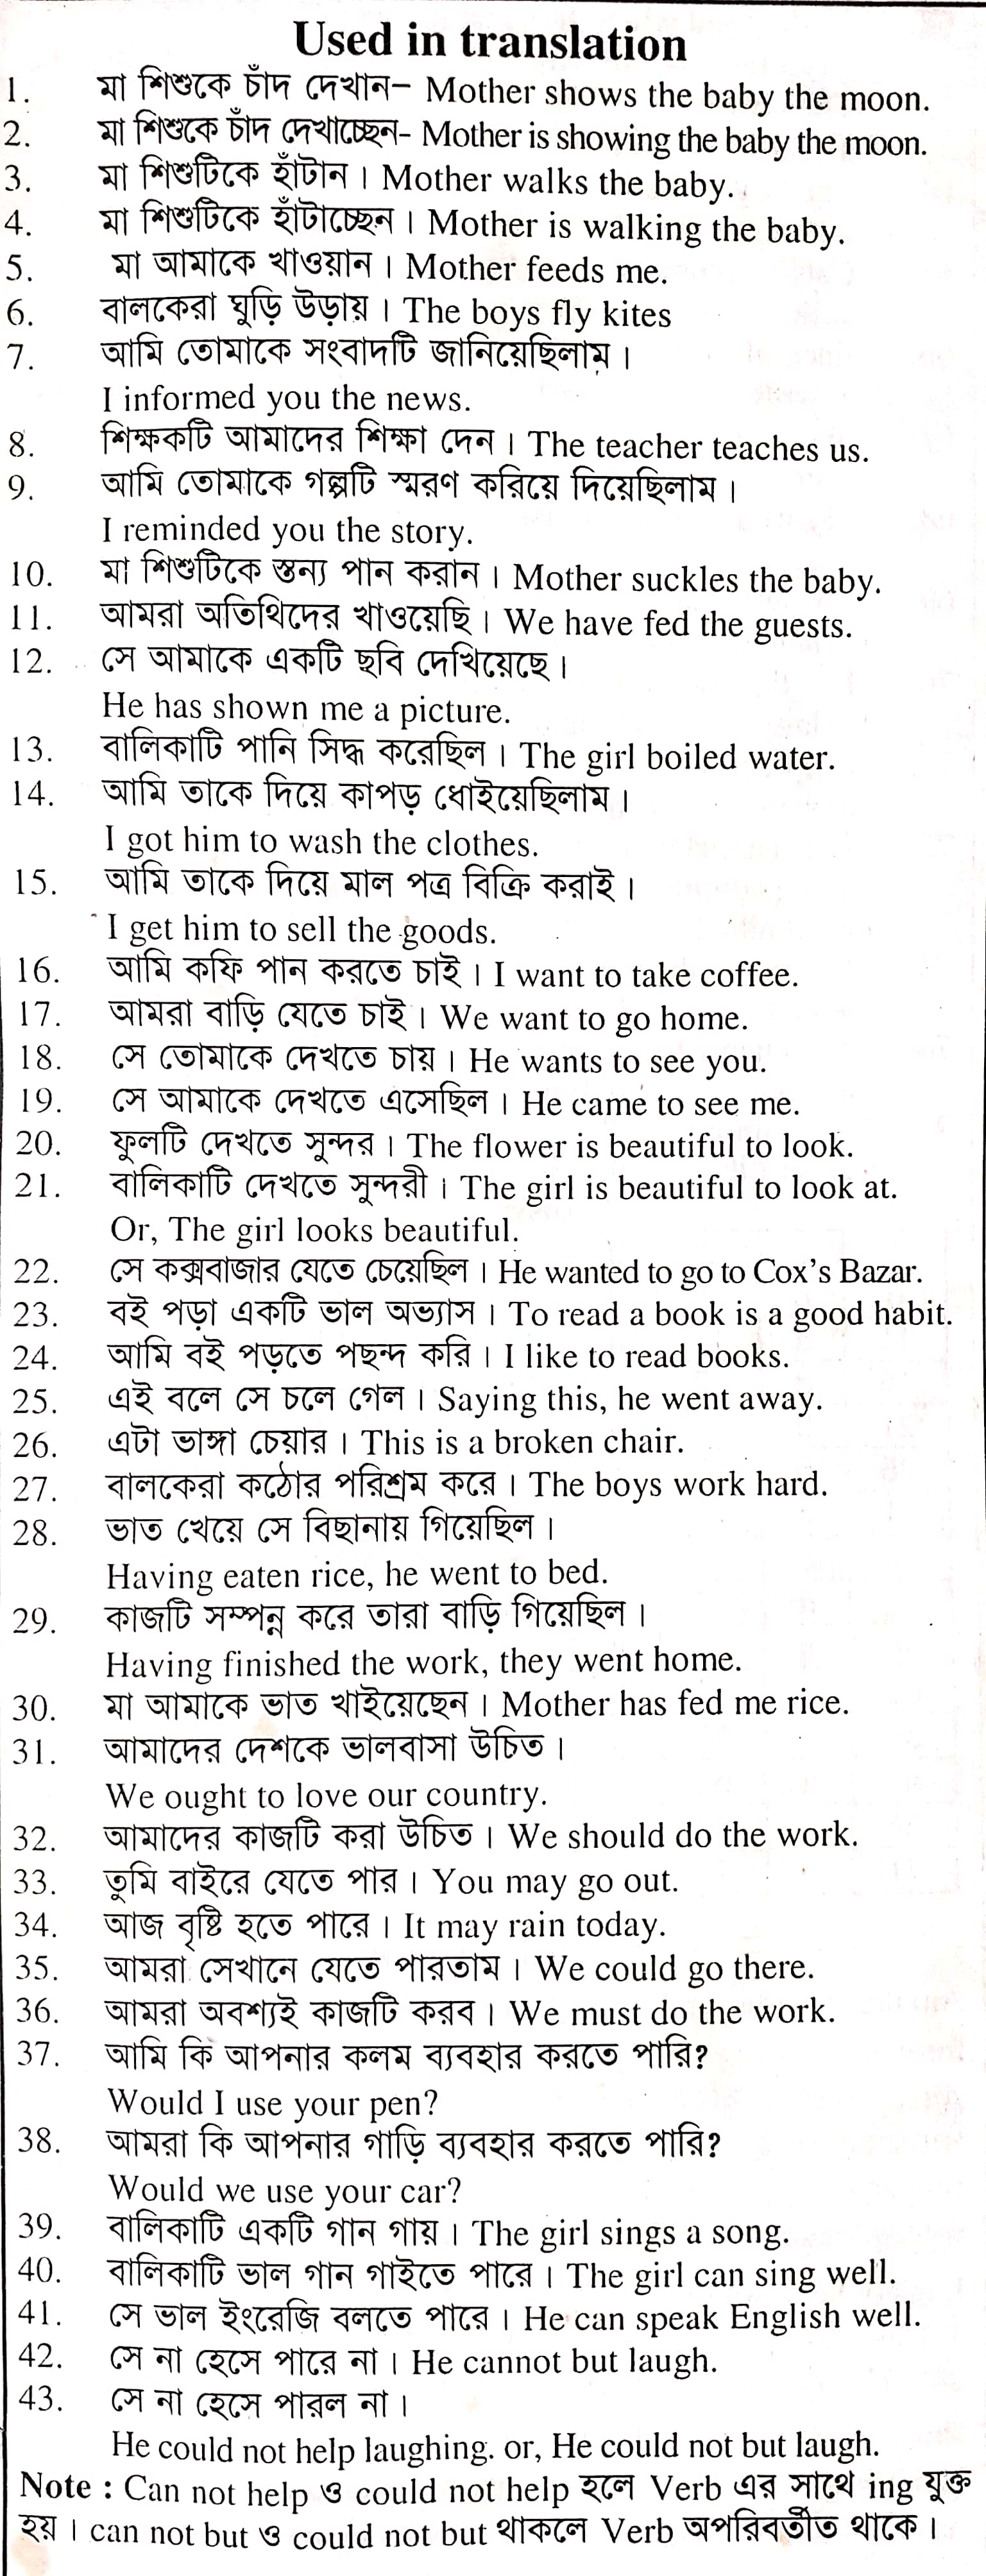 Used in translation
1. মা শিশুকে চাঁদ দেখান– Mother shows the baby the moon.
2. মা শিশুকে চাঁদ দেখাচ্ছেন- Mother is showing the baby the moon.
3. মা শিশুটিকে হাঁটান। Mother walks the baby.
4. মা শিশুটিকে হাঁটাচ্ছেন। Mother is walking the baby.
5. মা আমাকে খাওয়ান। Mother feeds me.
6. বালকেরা ঘুড়ি উড়ায়। The boys fly kites
7. আমি তোমাকে সংবাদটি জানিয়েছিলাম।
I informed you the news.
8. শিক্ষকটি আমাদের শিক্ষা দেন। The teacher teaches us.
9. আমি তোমাকে গল্পটি স্মরণ করিয়ে দিয়েছিলাম।
I reminded you the story.
10. মা শিশুটিকে স্তন্য পান করান। Mother suckles the baby.
11. আমরা অতিথিদের খাওয়েছি। We have fed the guests.
12. সে আমাকে একটি ছবি দেখিয়েছে।
He has shown me a picture.
13. বালিকাটি পানি সিদ্ধ করেছিল। The girl boiled water.
14. আমি তাকে দিয়ে কাপড় ধোইয়েছিলাম।
I got him to wash the clothes.
15. আমি তাকে দিয়ে মাল পত্র বিক্রি করাই।
I get him to sell the goods.
16. আমি কফি পান করতে চাই। I want to take coffee.
17. আমরা বাড়ি যেতে চাই। We want to go home.
18. সে তোমাকে দেখতে চায়। He wants to see you.
19. সে আমাকে দেখতে এসেছিল। He came to see me.
20. ফুলটি দেখতে সুন্দর। The flower is beautiful to look.
21. বালিকাটি দেখতে সুন্দরী। The girl is beautiful to look at.
Or, The girl looks beautiful.
22. সে কক্সবাজার যেতে চেয়েছিল। He wanted to go to Cox's Bazar.
23. বই পড়া একটি ভাল অভ্যাস। To read a book is a good habit.
24. আমি বই পড়তে পছন্দ করি। I like to read books.
25. এই বলে সে চলে গেল। Saying this, he went away.
26. এটা ভাঙ্গা চেয়ার। This is a broken chair.
27. বালকেরা কঠোর পরিশ্রম করে। The boys work hard.
28. ভাত খেয়ে সে বিছানায় গিয়েছিল।
Having eaten rice, he went to bed.
29. কাজটি সম্পন্ন করে তারা বাড়ি গিয়েছিল।
Having finished the work, they went home.
30. মা আমাকে ভাত খাইয়েছেন। Mother has fed me rice.
31. আমাদের দেশকে ভালবাসা উচিত।
We ought to love our country.
32. আমাদের কাজটি করা উচিত। We should do the work.
33. তুমি বাইরে যেতে পার। You may go out.
34. আজ বৃষ্টি হতে পারে। It may rain today.
35. আমরা সেখানে যেতে পারতাম। We could go there.
36. আমরা অবশ্যই কাজটি করব। We must do the work.
37. আমি কি আপনার কলম ব্যবহার করতে পারি?
Would I use your pen?
38. আমরা কি আপনার গাড়ি ব্যবহার করতে পারি?
Would we use your car?
39. বালিকাটি একটি গান গায়। The girl sings a song.
40. বালিকাটি ভাল গান গাইতে পারে। The girl can sing well.
41. সে ভাল ইংরেজি বলতে পারে। He can speak English well.
42. সে না হেসে পারে না। He cannot but laugh.
43. সে না হেসে পারল না।
He could not help laughing. or, He could not but laugh.
Note : Can not help ও could not help হলে Verb এর সাথে ing যুক্ত
হয়। can not but ও could not but থাকলে Verb অপরিবর্তীত থাকে।